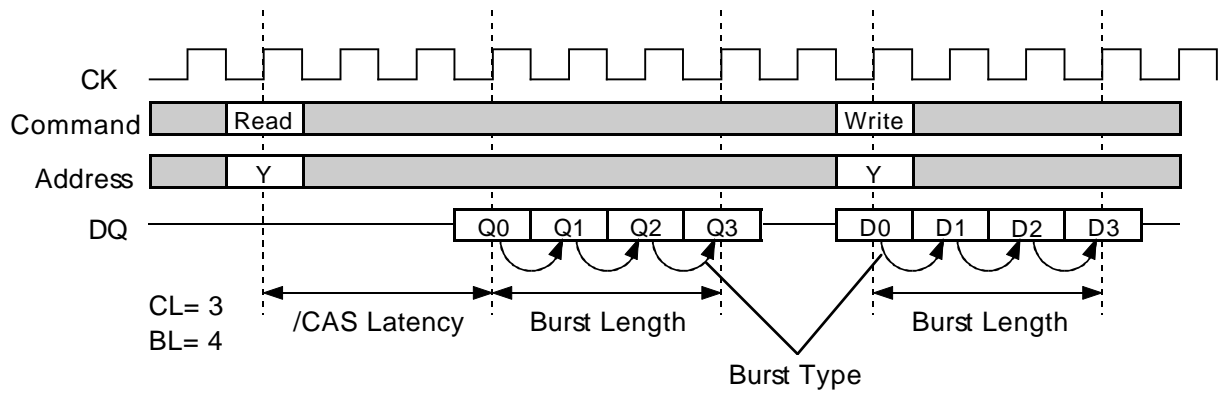 CK
Command Read Write
Address Y Y
DQ Q0 Q1 Q2 Q3 D0 D1 D2 D3
CL= 3
BL= 4
/CAS Latency Burst Length Burst Length
Burst Type